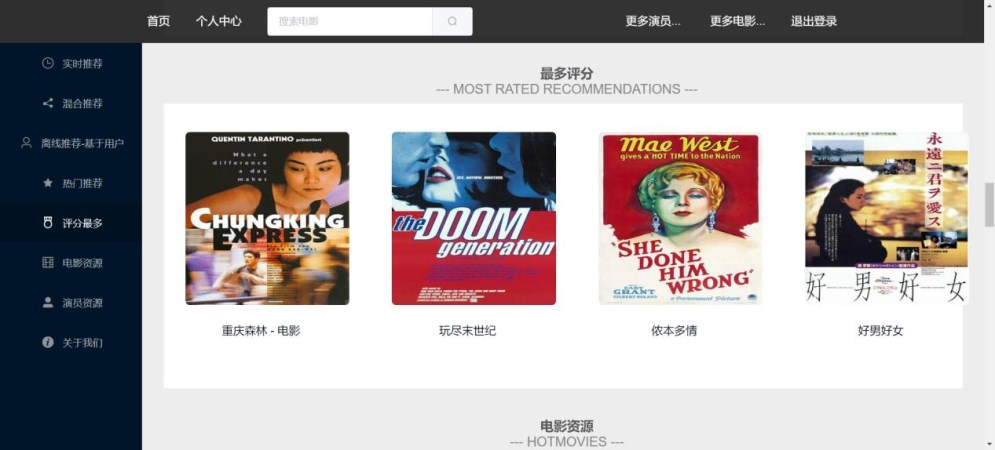 首页
个人中心
搜索电影
更多演员...
更多电影...
退出登录
实时推荐
混合推荐
离线推荐-基于用户
热门推荐
评分最多
电影资源
演员资源
关于我们
最多评分
--- MOST RATED RECOMMENDATIONS ---
QUENTIN TARANTINO präsentiert
What a
difference
a day
makes
CHUNGKING
EXPRESS
the DOOM
generation
Mae West
gives a HOT TIME to the Nation
"SHE
DONE
HIM
WRONG"
CARY
GRANT
GILBERT ROLAND
a Paramount Picture
永遠ニ君ヲ愛ス
好男好女
重庆森林 - 电影
玩尽末世纪
侬本多情
好男好女
电影资源
--- HOTMOVIES ---